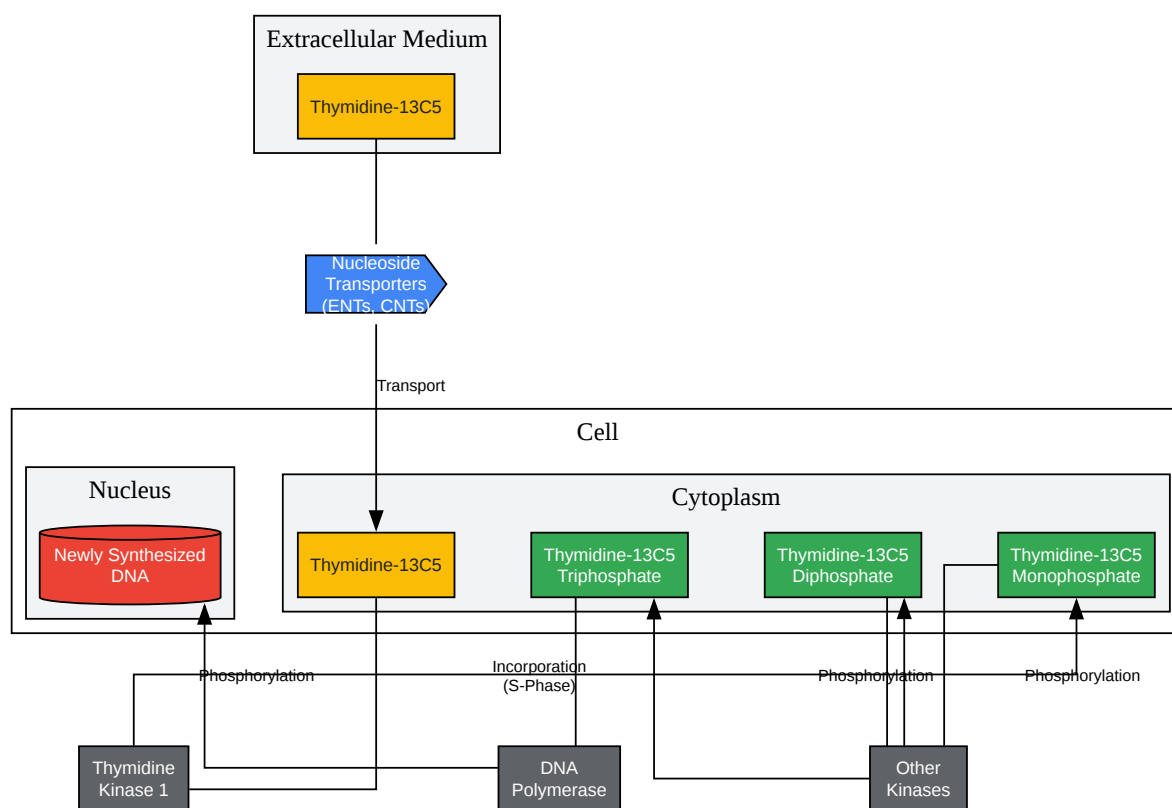 Extracellular Medium
Thymidine-13C5
Nucleoside
Transporters
(ENTs, CNTs)
Transport
Cell
Nucleus
Newly Synthesized
DNA
Cytoplasm
Thymidine-13C5
Thymidine-13C5
Triphosphate
Thymidine-13C5
Diphosphate
Thymidine-13C5
Monophosphate
Phosphorylation
Incorporation
(S-Phase)
Phosphorylation
Phosphorylation
Thymidine
Kinase 1
DNA
Polymerase
Other
Kinases